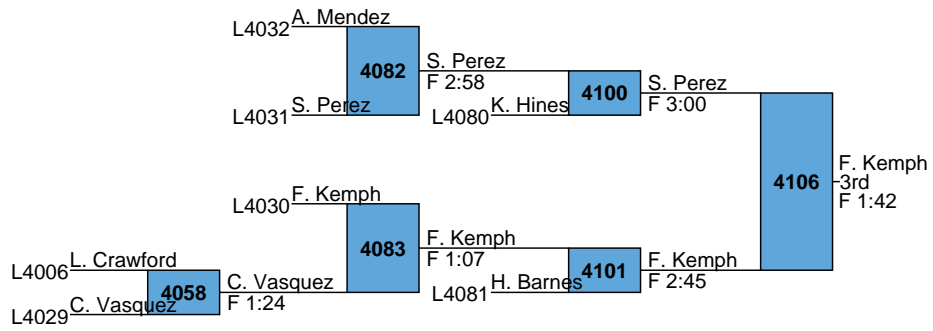 A. Mendez
L4032
4082
S. Perez
F 2:58
S. Perez
L4031
K. Hines
L4080
4100
S. Perez
F 3:00
4106
F. Kemph
3rd
F 1:42
F. Kemph
L4030
4083
F. Kemph
F 1:07
L. Crawford
L4006
4058
C. Vasquez
F 1:24
C. Vasquez
L4029
H. Barnes
L4081
4101
F. Kemph
F 2:45